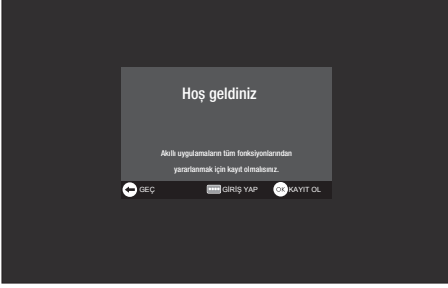 Hoş geldiniz
Akıllı uygulamaların tüm fonksiyonlarından
yararlanmak için kayıt olmalısınız.
GEÇ GİRİŞ YAP OK KAYIT OL